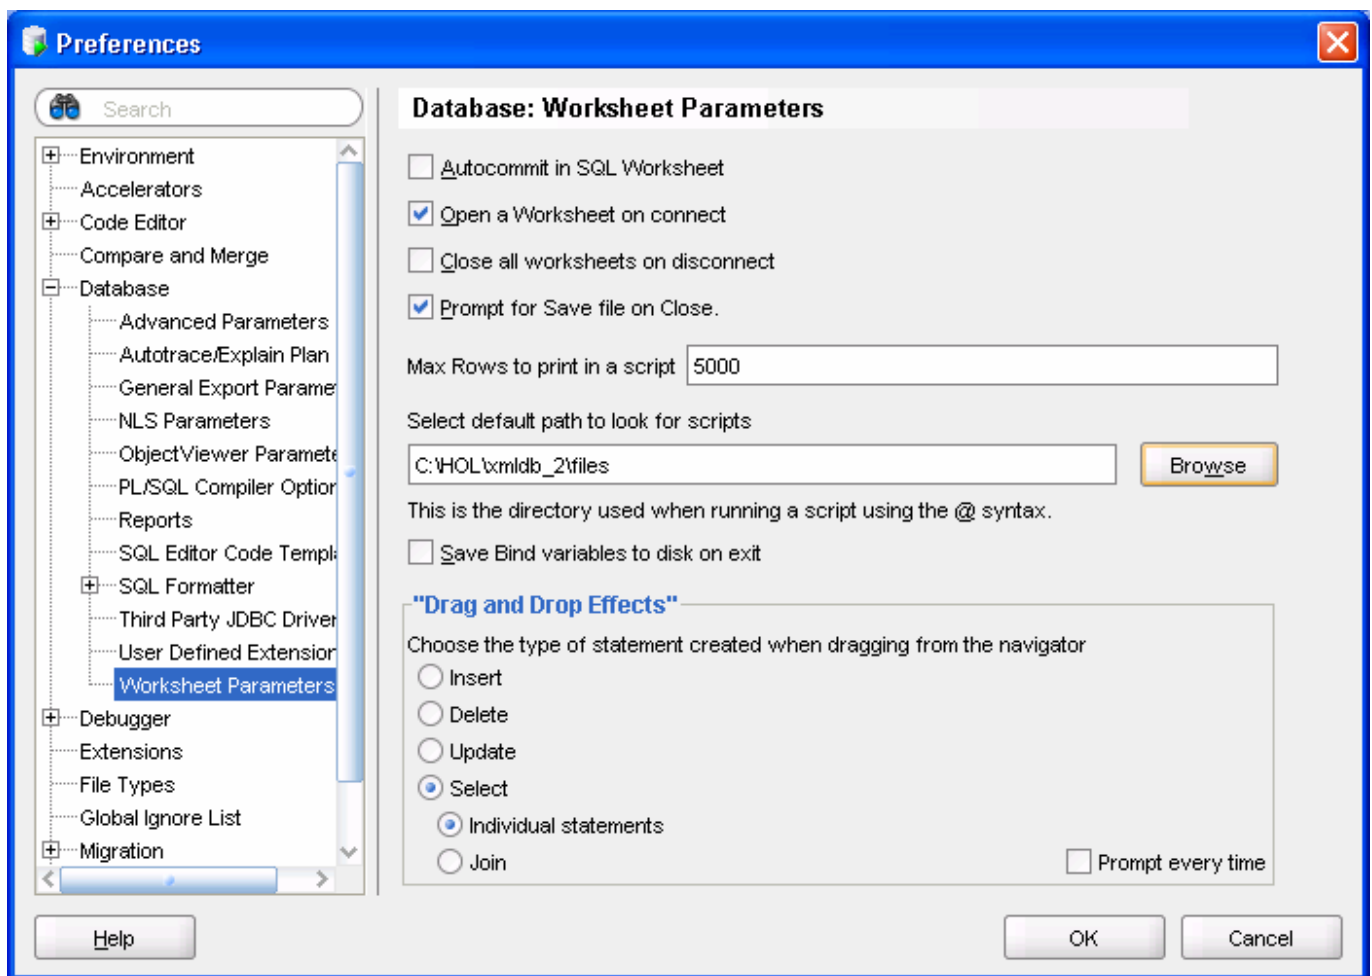 Preferences
Search
Environment
Accelerators
Code Editor
Compare and Merge
Database
Advanced Parameters
Autotrace/Explain Plan
General Export Parame
NLS Parameters
ObjectViewer Paramete
PL/SQL Compiler Option
Reports
SQL Editor Code Templa
SQL Formatter
Third Party JDBC Driver
User Defined Extension
Worksheet Parameters
Debugger
Extensions
File Types
Global Ignore List
Migration
Database: Worksheet Parameters
Autocommit in SQL Worksheet
Open a Worksheet on connect
Close all worksheets on disconnect
Prompt for Save file on Close.
Max Rows to print in a script 5000
Select default path to look for scripts
C:\HOL\xmldb_2\files Browse
This is the directory used when running a script using the @ syntax.
Save Bind variables to disk on exit
"Drag and Drop Effects"
Choose the type of statement created when dragging from the navigator
Insert
Delete
Update
Select
Individual statements
Join Prompt every time
Help OK Cancel